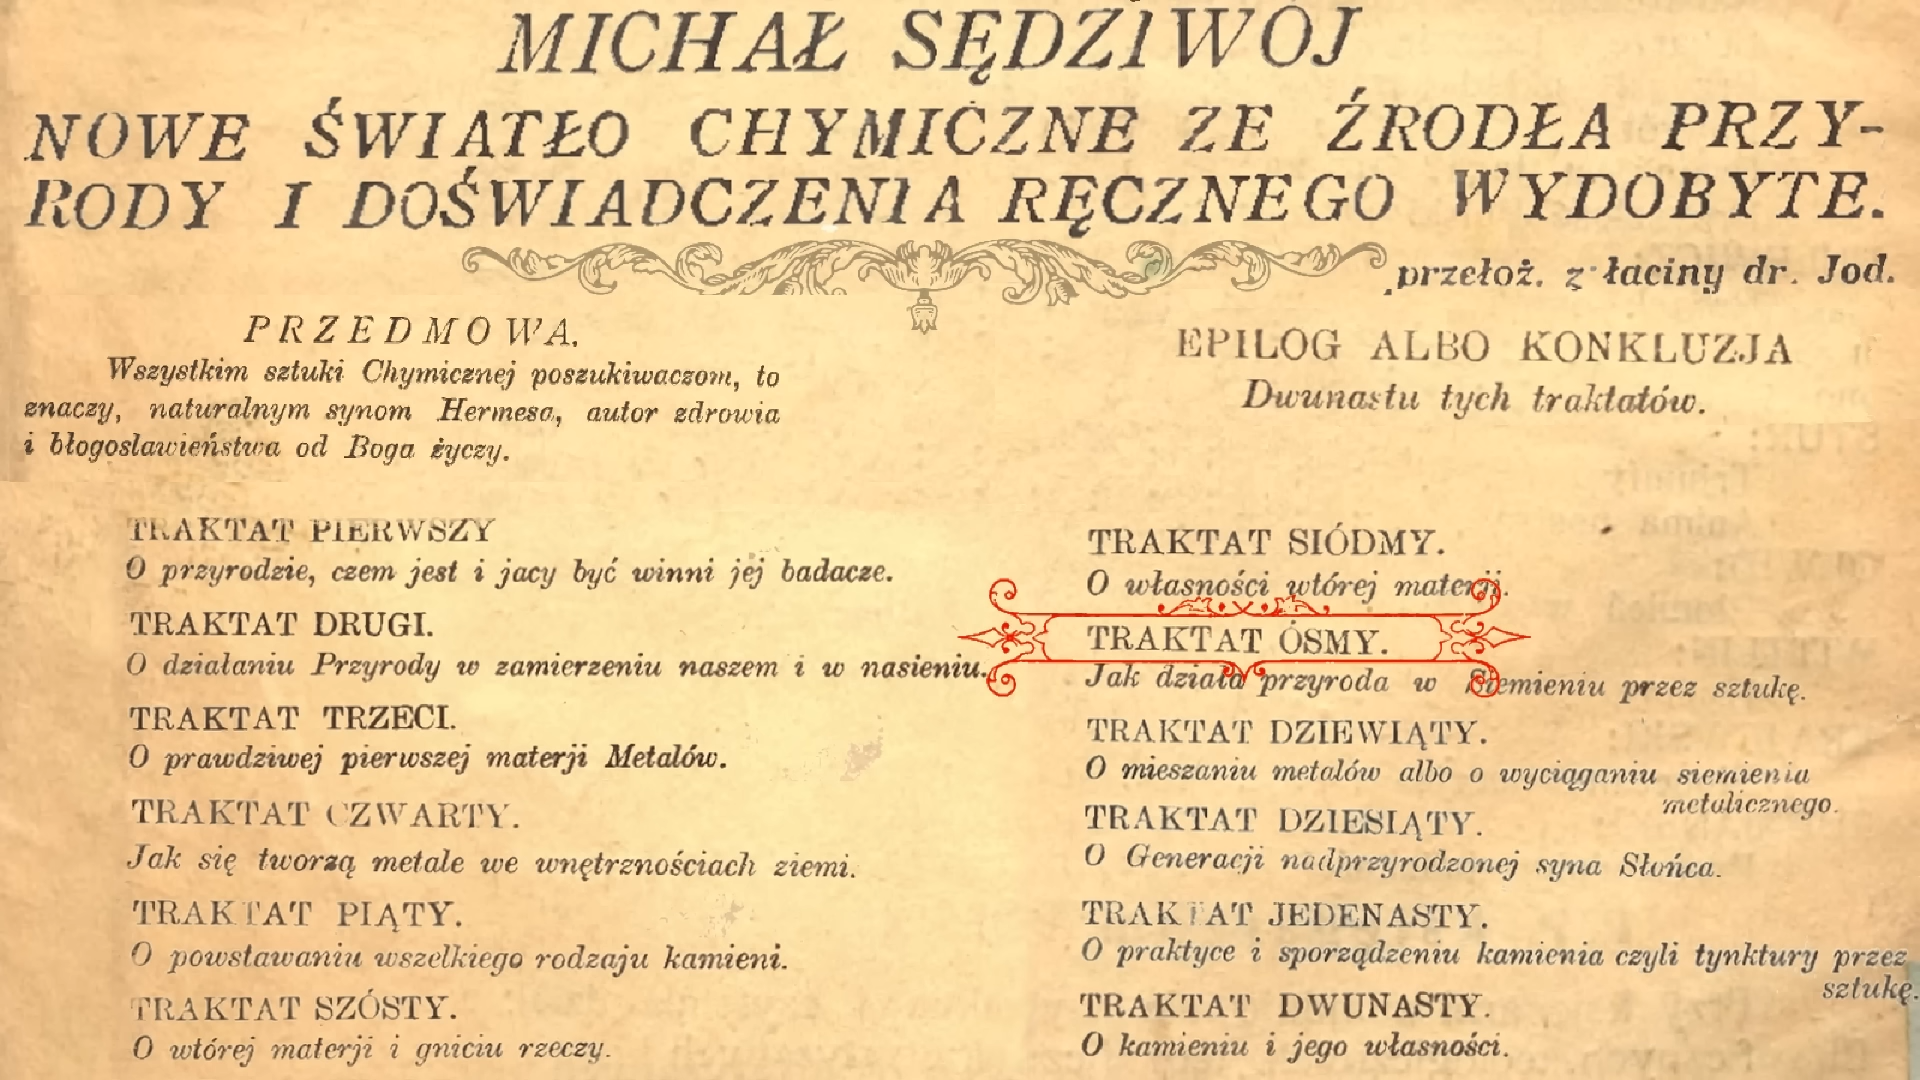 MICHAŁ SĘDZIWÓJ
NOWE ŚWIATŁO CHYMICZNE ZE ŹRODŁA PRZY-
RODY I DOŚWIADCZENIA RĘCZNEGO WYDOBYTE.
przełoż. z łaciny dr. Jod.
PRZEDMOWA.
Wszystkim sztuki Chymicznej poszukiwaczom, to
znaczy, naturalnym synom Hermesa, autor zdrowia
i błogosławieństwa od Boga życzy.
TRAKTAT PIERWSZY
O przyrodzie, czem jest i jacy być winni jej badacze.
TRAKTAT DRUGI.
O działaniu Przyrody w zamierzeniu naszem i w nasieniu.
TRAKTAT TRZECI.
O prawdziwej pierwszej materji Metalów.
TRAKTAT CZWARTY.
Jak się tworzą metale we wnętrznościach ziemi.
TRAKTAT PIĄTY.
O powstawaniu wszelkiego rodzaju kamieni.
TRAKTAT SZÓSTY.
O wtórej materji i gniciu rzeczy.
EPILOG ALBO KONKLUZJA
Dwunastu tych traktatów.
TRAKTAT SIÓDMY.
O własności wtórej materji.
TRAKTAT ÓSMY.
Jak działa przyroda w Siemieniu przez sztukę.
TRAKTAT DZIEWIĄTY.
O mieszaniu metalów albo o wyciąganiu siemienia
metalicznego.
TRAKTAT DZIESIĄTY.
O Generacji nadprzyrodzonej syna Słońca.
TRAKTAT JEDENASTY.
O praktyce i sporządzeniu kamienia czyli tynktury przez
sztukę.
TRAKTAT DWUNASTY.
O kamieniu i jego własności.